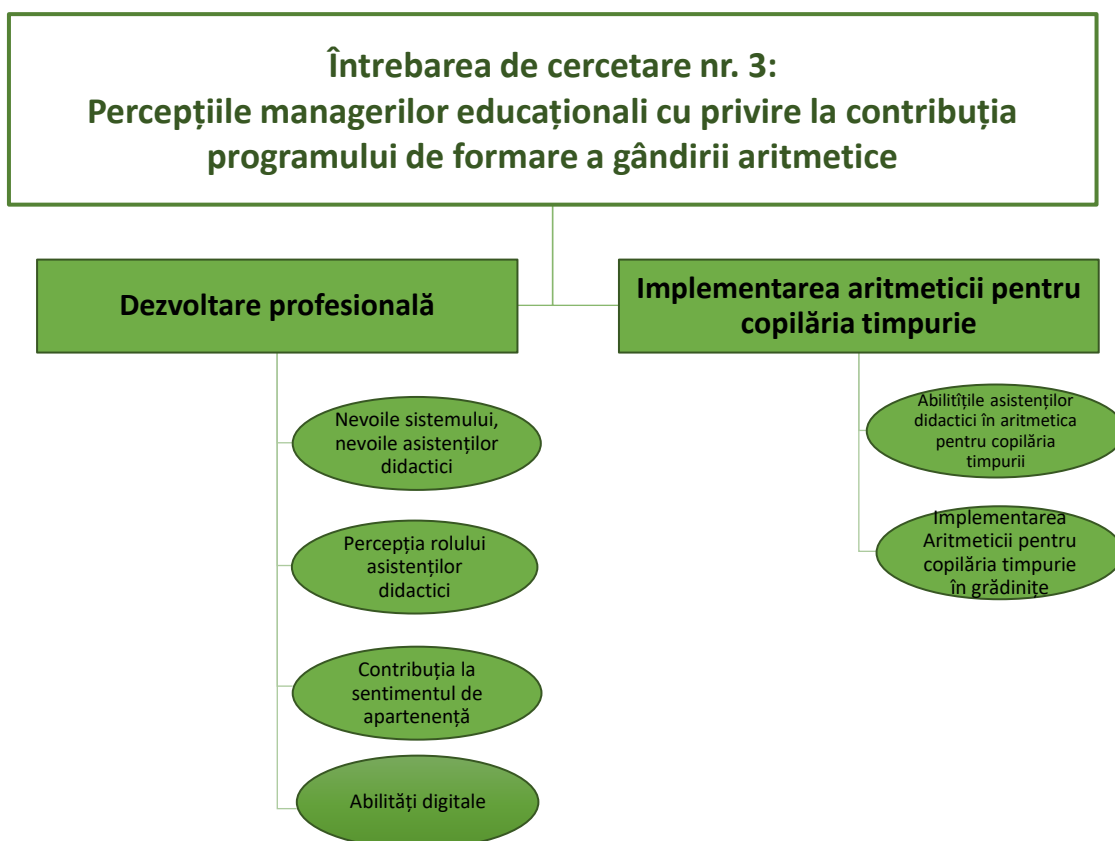 Întrebarea de cercetare nr. 3:
Percepțiile managerilor educaționali cu privire la contribuția
programului de formare a gândirii aritmetice
Dezvoltare profesională
Nevoile sistemului,
nevoile asistenților
didactici
Percepția rolului
asistenților
didactici
Contribuția la
sentimentul de
apartenență
Abilități digitale
Implementarea aritmeticii pentru
copilăria timpurie
Abilitîțile asistenților
didactici în aritmetica
pentru copilăria
timpurii
Implementarea
Aritmeticii pentru
copilăria timpurie
în grădinițe